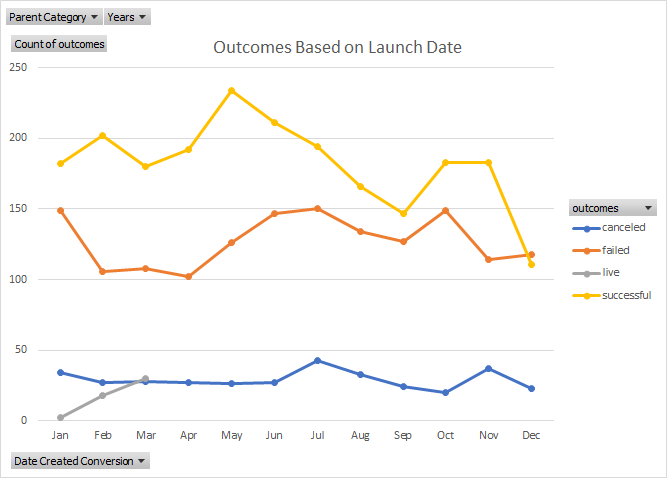 Parent Category Years
Count of outcomes
Outcomes Based on Launch Date
250
200
150
100
50
0
Jan Feb Mar Apr May Jun Jul Aug Sep Oct Nov Dec
outcomes
canceled
failed
live
successful
Date Created Conversion